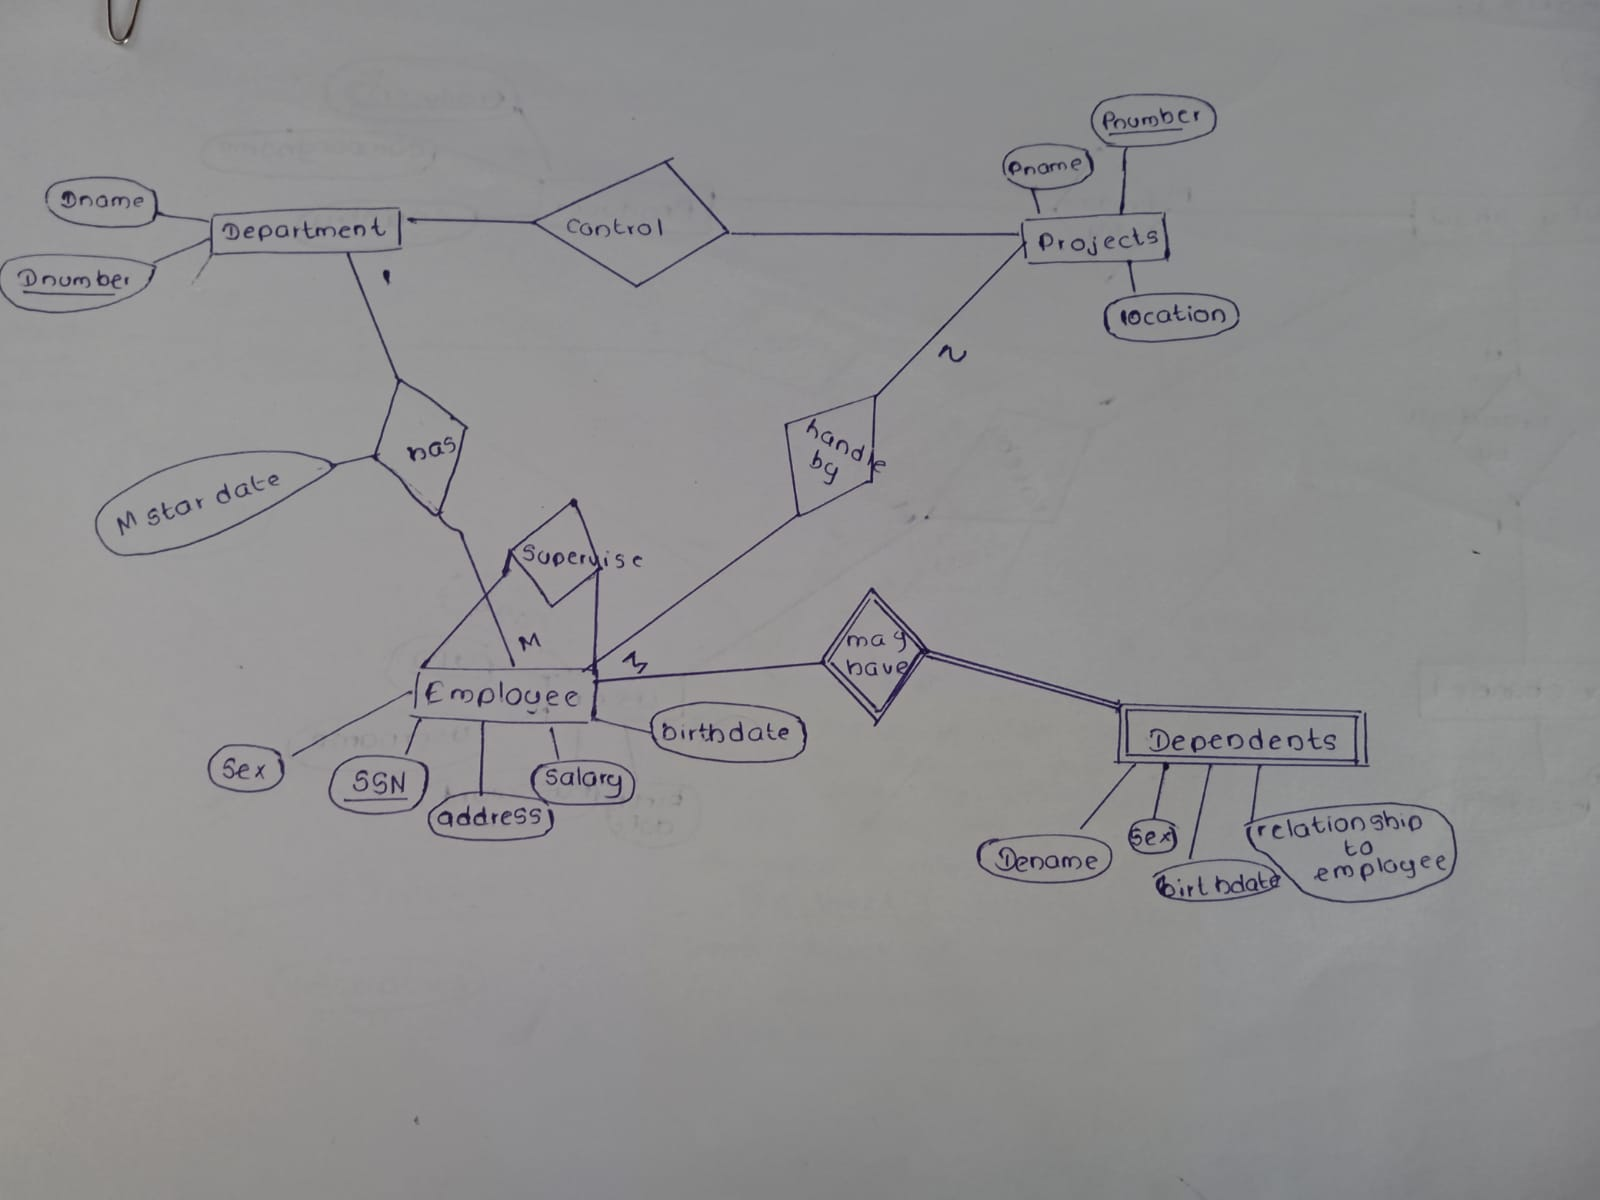 Pnumber
Pname
Dname
Department
Control
Projects
Dnumber
1
location
N
has
handle
by
M star date
Supervise
M
may
have
Employee
birthdate
Dependents
Sex
SSN
salary
address
relationship
to
employee
Sex
Dename
birthdate